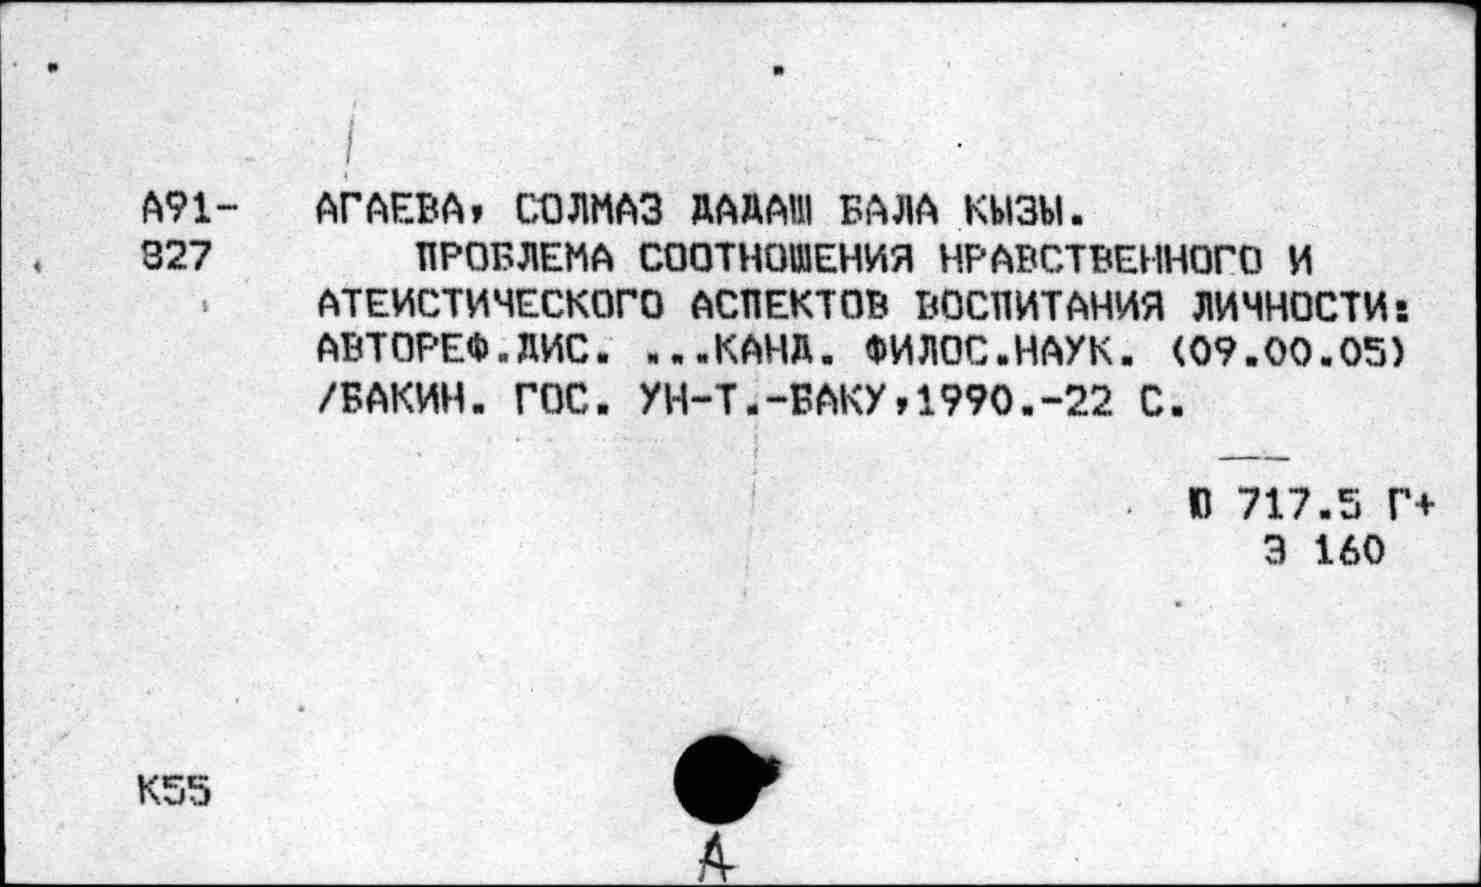 А91- АГАЕВА, СОЛМАЗ ДАДАШ БАЛА КЫЗЫ.
827 ПРОБЛЕМА СООТНОШЕНИЯ НРАВСТВЕННОГО И
АТЕИСТИЧЕСКОГО АСПЕКТОВ ВОСПИТАНИЯ ЛИЧНОСТИ:
АВТОРЕФ.ДИС. ...КАНД. ФИЛОС.НАУК. (09.00.05)
/БАКИН. ГОС. УН-Т.-БАКУ,1990.-22 С.
Ю 717.5 Г+
Э 160
К55
А